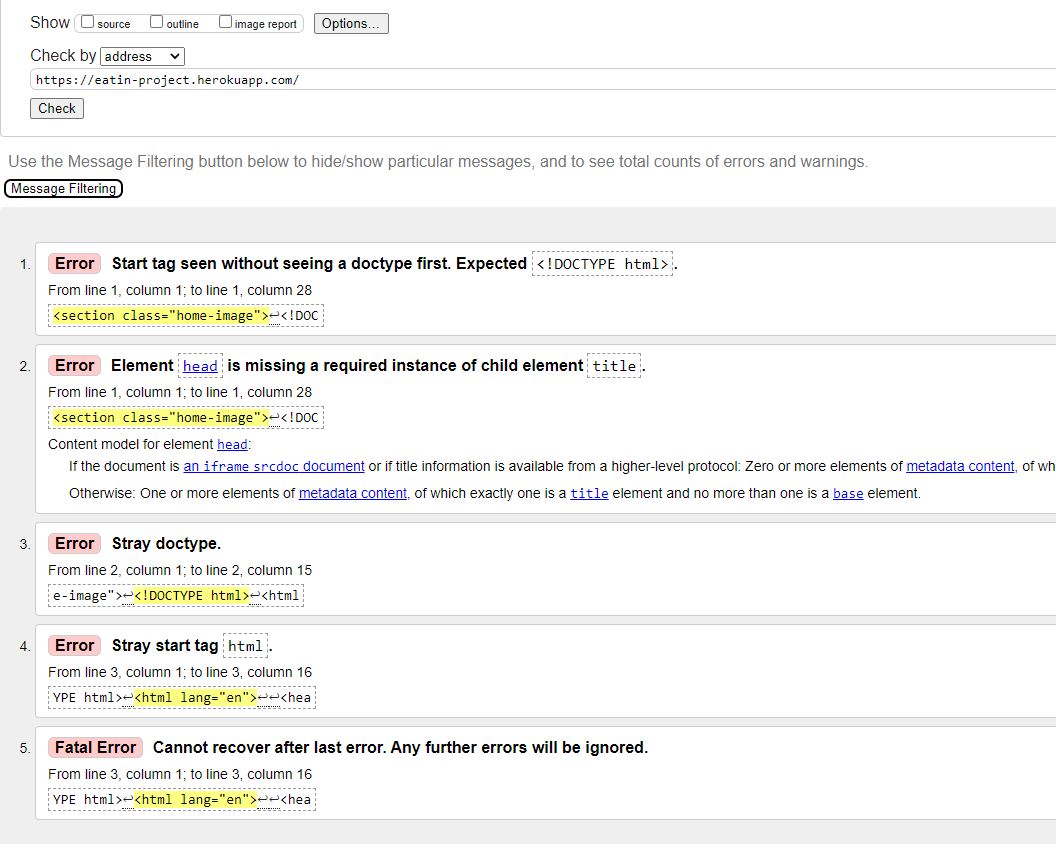 Show source outline image report Options...
Check by address
https://eatin-project.herokuapp.com/
Check
Use the Message Filtering button below to hide/show particular messages, and to see total counts of errors and warnings.
Message Filtering
1. Error Start tag seen without seeing a doctype first. Expected <!DOCTYPE html>.
From line 1, column 1; to line 1, column 28
<section class="home-image">↩<!DOC
2. Error Element head is missing a required instance of child element title.
From line 1, column 1; to line 1, column 28
<section class="home-image">↩<!DOC
Content model for element head:
If the document is an iframe srcdoc document or if title information is available from a higher-level protocol: Zero or more elements of metadata content, of wh
Otherwise: One or more elements of metadata content, of which exactly one is a title element and no more than one is a base element.
3. Error Stray doctype.
From line 2, column 1; to line 2, column 15
e-image">↩<!DOCTYPE html>↩<html
4. Error Stray start tag html.
From line 3, column 1; to line 3, column 16
YPE html>↩<html lang="en">↩↩<hea
5. Fatal Error Cannot recover after last error. Any further errors will be ignored.
From line 3, column 1; to line 3, column 16
YPE html>↩<html lang="en">↩↩<hea